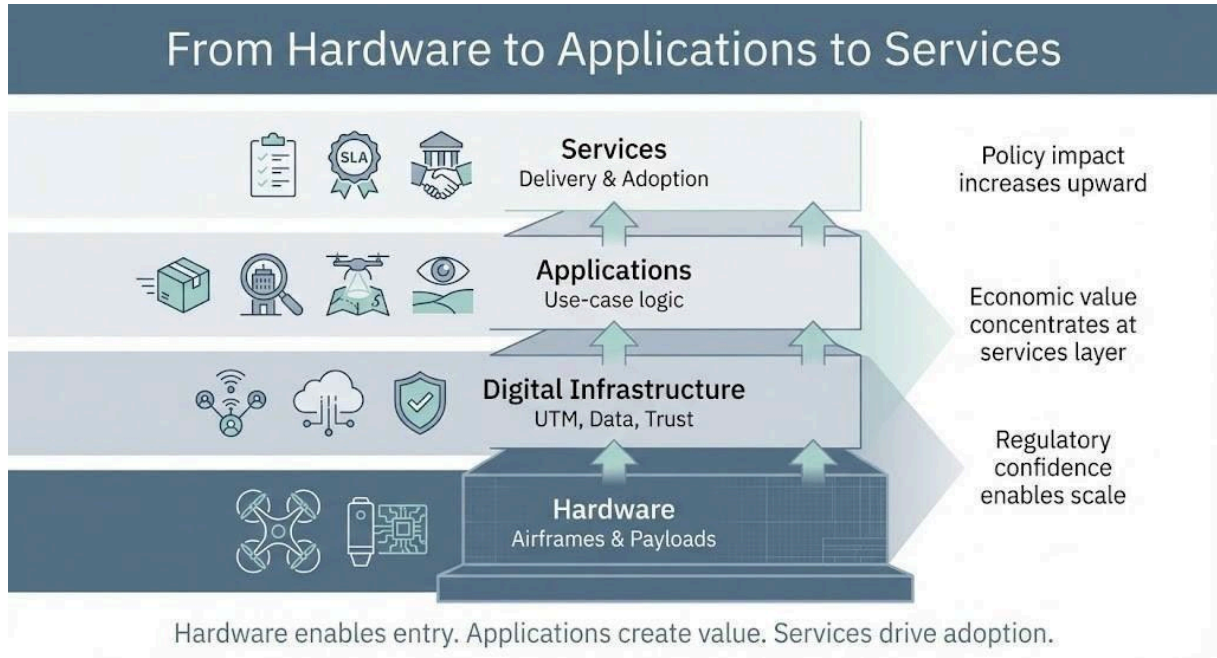 From Hardware to Applications to Services
SLA
Services
Delivery & Adoption
Policy impact
increases upward
Applications
Use-case logic
Economic value
concentrates at
services layer
Digital Infrastructure
UTM, Data, Trust
Regulatory
confidence
enables scale
Hardware
Airframes & Payloads
Hardware enables entry. Applications create value. Services drive adoption.